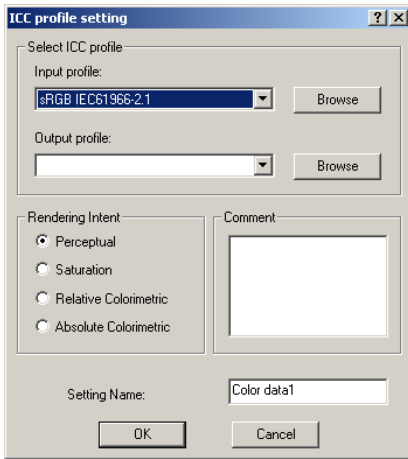 ICC profile setting
Select ICC profile
Input profile:
sRGB IEC61966-2.1
Browse
Output profile:
Browse
Rendering Intent
Perceptual
Saturation
Relative Colorimetric
Absolute Colorimetric
Comment
Setting Name:
Color data1
OK
Cancel